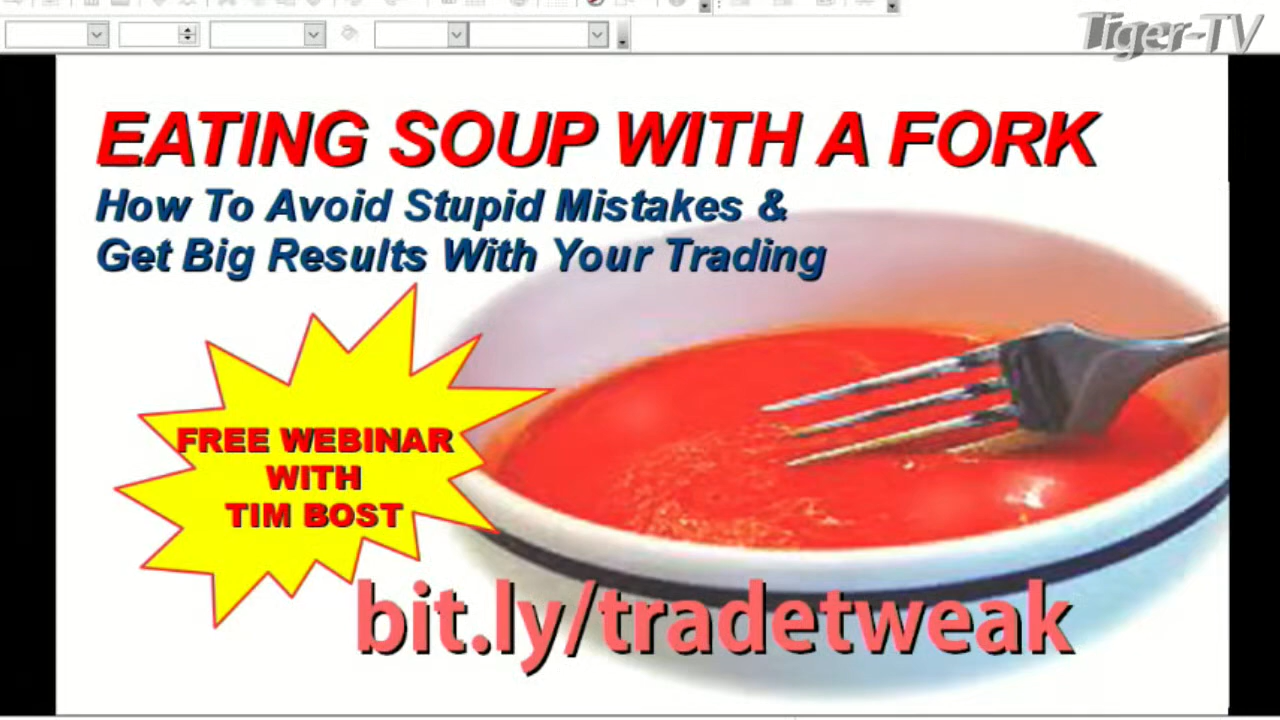 Tiger-TV
EATING SOUP WITH A FORK
How To Avoid Stupid Mistakes &
Get Big Results With Your Trading
FREE WEBINAR
WITH
TIM BOST
bit.ly/tradetweak